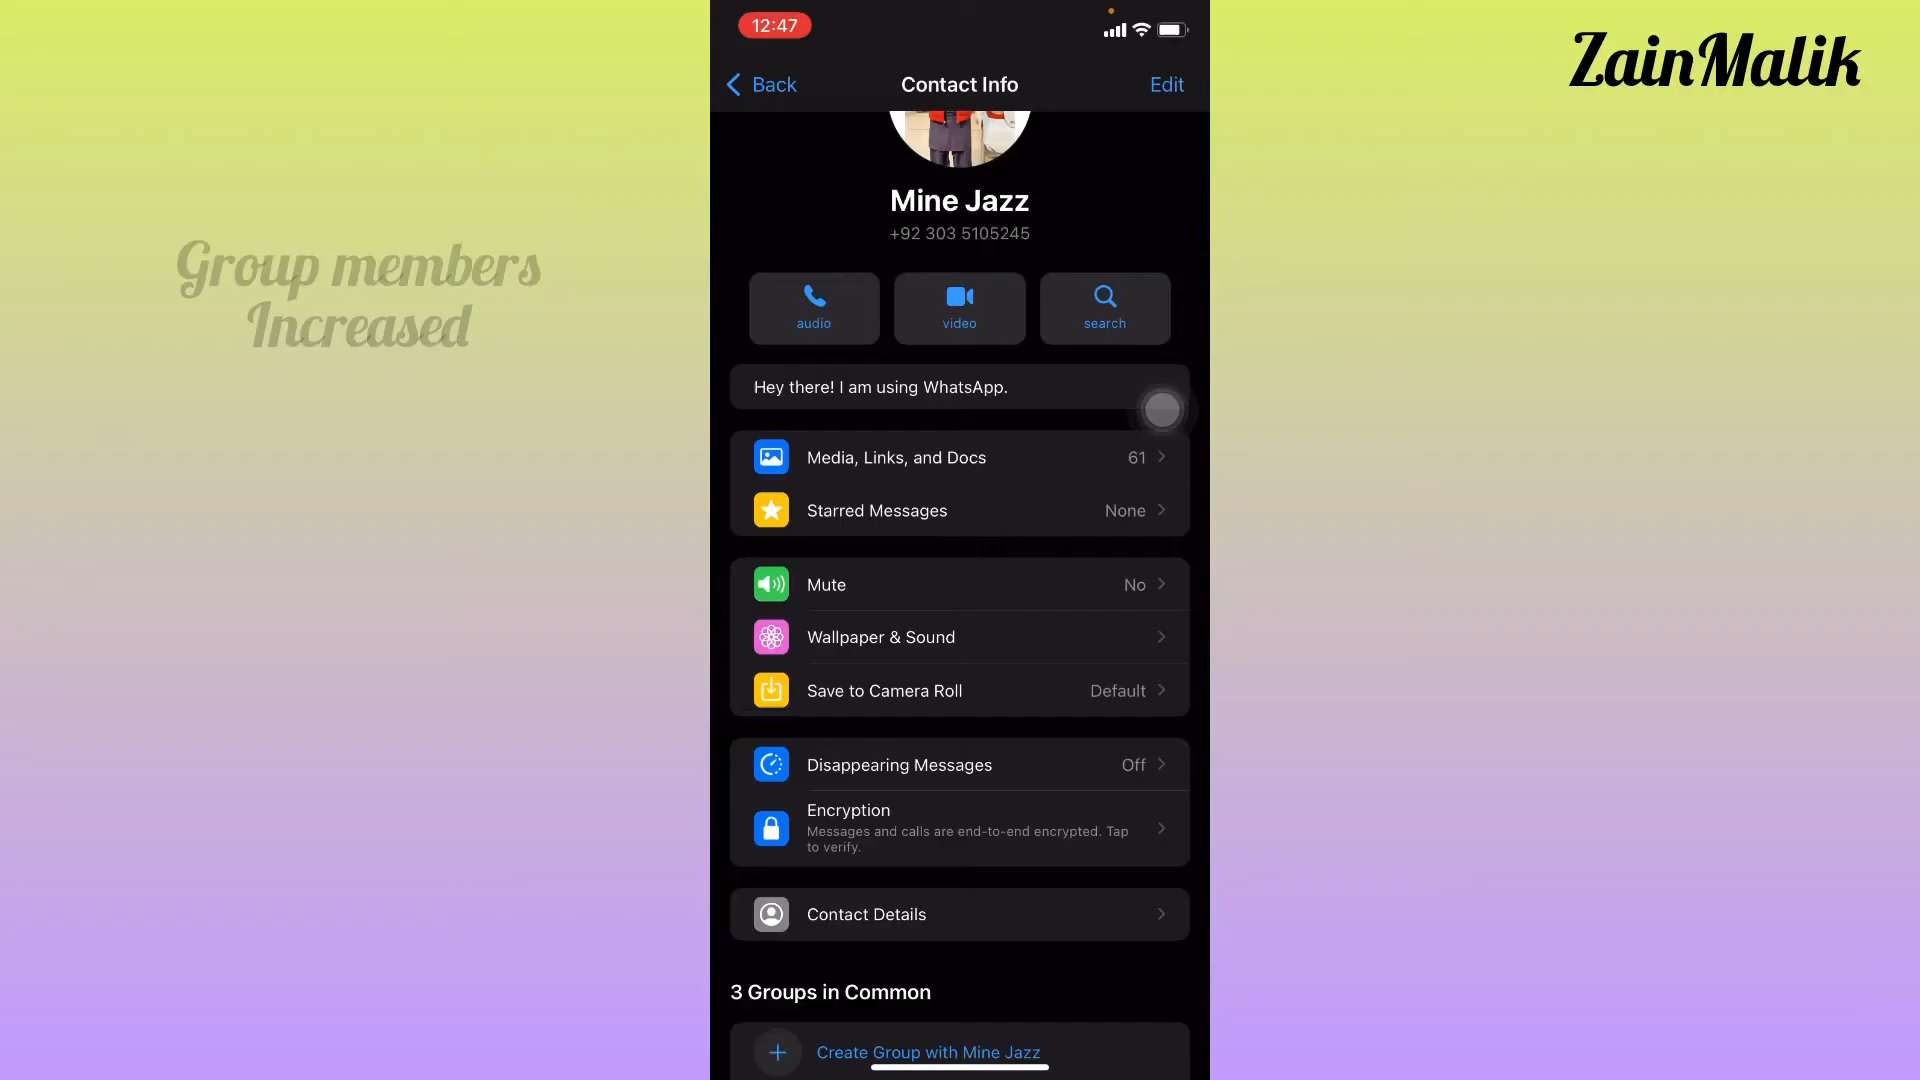 12:47
ZainMalik
Back
Contact Info
Edit
Group members
Increased
Mine Jazz
+92 303 5105245
audio
video
search
Hey there! I am using WhatsApp.
Media, Links, and Docs 61
Starred Messages None
Mute No
Wallpaper & Sound
Save to Camera Roll Default
Disappearing Messages Off
Encryption
Messages and calls are end-to-end encrypted. Tap
to verify.
Contact Details
3 Groups in Common
Create Group with Mine Jazz